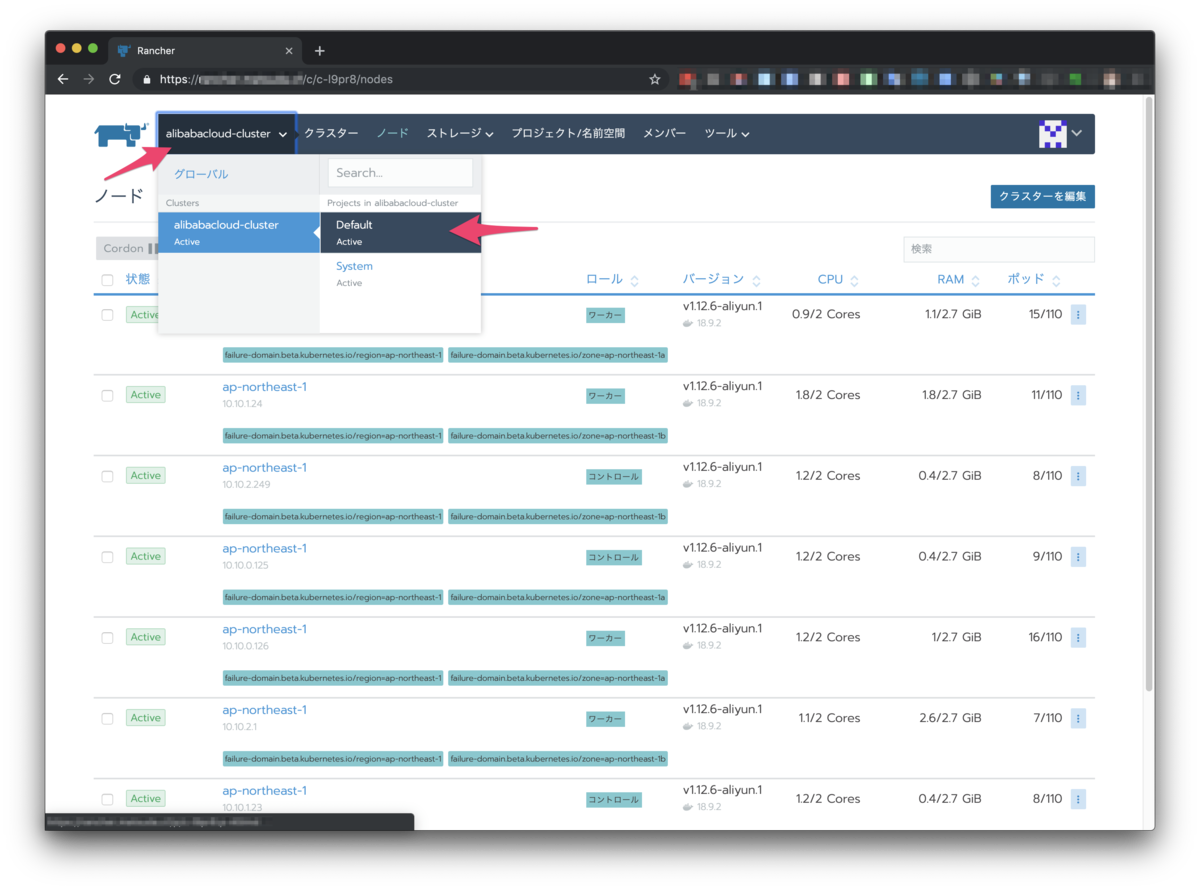 Rancher
https://
/c/c-l9pr8/nodes
alibabacloud-cluster クラスター ノード ストレージ プロジェクト/名前空間 メンバー ツール
グローバル
Search...
ノード
クラスターを編集
Clusters
Projects in alibabacloud-cluster
alibabacloud-cluster
Active
Default
Active
System
Active
Cordon
検索
状態 ロール バージョン CPU RAM ポッド
Active ワーカー v1.12.6-aliyun.1 0.9/2 Cores 1.1/2.7 GiB 15/110
18.9.2
failure-domain.beta.kubernetes.io/region=ap-northeast-1 failure-domain.beta.kubernetes.io/zone=ap-northeast-1a
Active ap-northeast-1 ワーカー v1.12.6-aliyun.1 1.8/2 Cores 1.8/2.7 GiB 11/110
10.10.1.24 18.9.2
failure-domain.beta.kubernetes.io/region=ap-northeast-1 failure-domain.beta.kubernetes.io/zone=ap-northeast-1b
Active ap-northeast-1 コントロール v1.12.6-aliyun.1 1.2/2 Cores 0.4/2.7 GiB 8/110
10.10.2.249 18.9.2
failure-domain.beta.kubernetes.io/region=ap-northeast-1 failure-domain.beta.kubernetes.io/zone=ap-northeast-1b
Active ap-northeast-1 コントロール v1.12.6-aliyun.1 1.2/2 Cores 0.4/2.7 GiB 9/110
10.10.0.125 18.9.2
failure-domain.beta.kubernetes.io/region=ap-northeast-1 failure-domain.beta.kubernetes.io/zone=ap-northeast-1a
Active ap-northeast-1 ワーカー v1.12.6-aliyun.1 1.2/2 Cores 1/2.7 GiB 16/110
10.10.0.126 18.9.2
failure-domain.beta.kubernetes.io/region=ap-northeast-1 failure-domain.beta.kubernetes.io/zone=ap-northeast-1a
Active ap-northeast-1 ワーカー v1.12.6-aliyun.1 1.1/2 Cores 2.6/2.7 GiB 7/110
10.10.2.1 18.9.2
failure-domain.beta.kubernetes.io/region=ap-northeast-1 failure-domain.beta.kubernetes.io/zone=ap-northeast-1b
Active ap-northeast-1 コントロール v1.12.6-aliyun.1 1.2/2 Cores 0.4/2.7 GiB 8/110
10.10.1.23 18.9.2